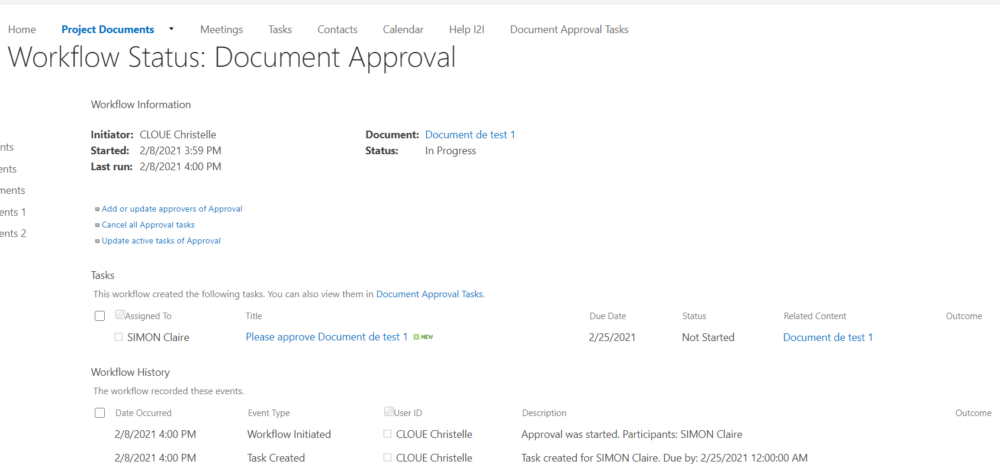 Home Project Documents Meetings Tasks Contacts Calendar Help I2I Document Approval Tasks
Workflow Status: Document Approval
nts
ents
ments
ents 1
ents 2
Workflow Information
Initiator: CLOUE Christelle Document: Document de test 1
Started: 2/8/2021 3:59 PM Status: In Progress
Last run: 2/8/2021 4:00 PM
Add or update approvers of Approval
Cancel all Approval tasks
Update active tasks of Approval
Tasks
This workflow created the following tasks. You can also view them in Document Approval Tasks.
Assigned To Title Due Date Status Related Content Outcome
SIMON Claire Please approve Document de test 1 NEW 2/25/2021 Not Started Document de test 1
Workflow History
The workflow recorded these events.
Date Occurred Event Type User ID Description Outcome
2/8/2021 4:00 PM Workflow Initiated CLOUE Christelle Approval was started. Participants: SIMON Claire
2/8/2021 4:00 PM Task Created CLOUE Christelle Task created for SIMON Claire. Due by: 2/25/2021 12:00:00 AM